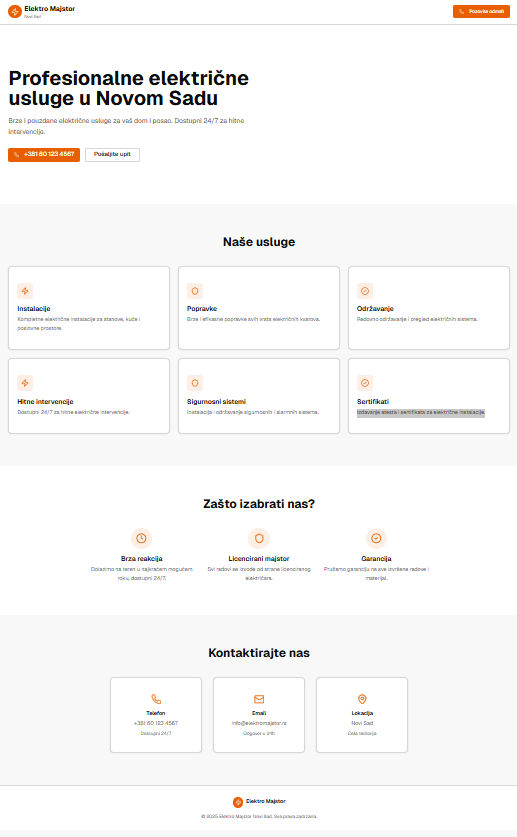 Elektro Majstor
Novi Sad
Pozovite odmah
Profesionalne električne
usluge u Novom Sadu
Brze i pouzdane električne usluge za vaš dom i posao. Dostupni 24/7 za hitne
intervencije.
+381 60 123 4567
Pošaljite upit
Naše usluge
Instalacije
Kompletne električne instalacije za stanove, kuće i
poslovne prostore.
Popravke
Brze i efikasne popravke svih vrsta električnih kvarova.
Održavanje
Redovno održavanje i pregled električnih sistema.
Hitne intervencije
Dostupni 24/7 za hitne električne intervencije.
Sigurnosni sistemi
Instalacija i održavanje sigurnosnih i alarmnih sistema.
Sertifikati
Izdavanje atesta i sertifikata za električne instalacije.
Zašto izabrati nas?
Brza reakcija
Dolazimo na teren u najkraćem mogućem
roku, dostupni 24/7.
Licencirani majstor
Svi radovi se izvode od strane licenciranog
električara.
Garancija
Pružamo garanciju na sve izvršene radove i
materijal.
Kontaktirajte nas
Telefon
+381 60 123 4567
Dostupni 24/7
Email
info@elektromajstor.rs
Odgovor u 24h
Lokacija
Novi Sad
Cela teritorija
Elektro Majstor
© 2025 Elektro Majstor Novi Sad. Sva prava zadržana.